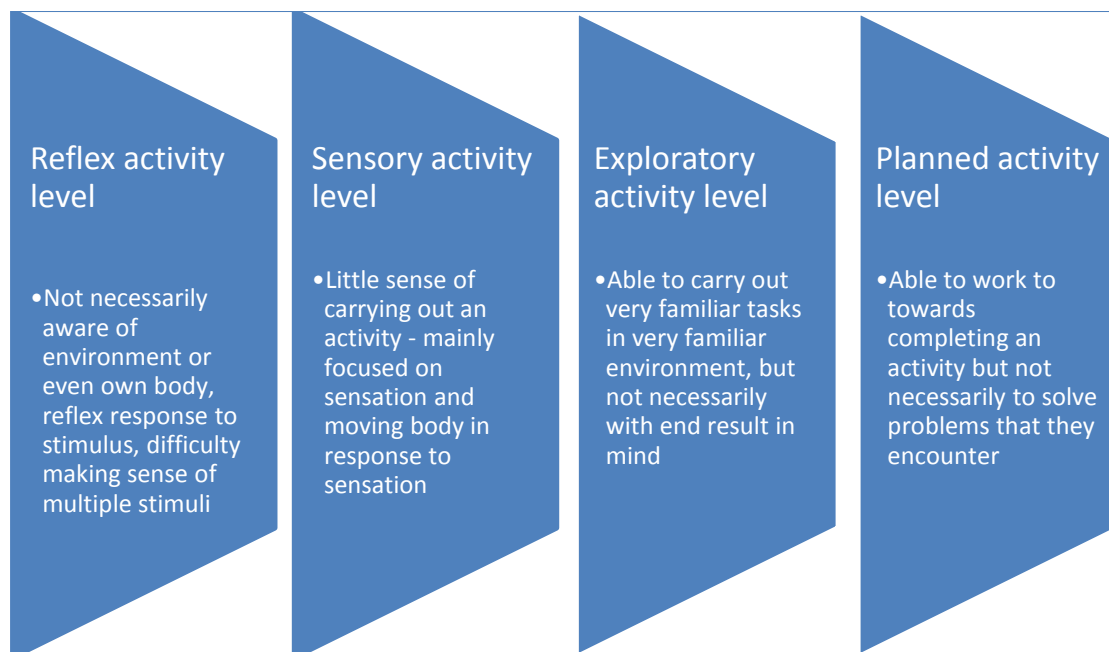 Reflex activity
level
•Not necessarily
aware of
environment or
even own body,
reflex response to
stimulus, difficulty
making sense of
multiple stimuli
Sensory activity
level
•Little sense of
carrying out an
activity - mainly
focused on
sensation and
moving body in
response to
sensation
Exploratory
activity level
•Able to carry out
very familiar tasks
in very familiar
environment, but
not necessarily
with end result in
mind
Planned activity
level
•Able to work to
towards
completing an
activity but not
necessarily to solve
problems that they
encounter